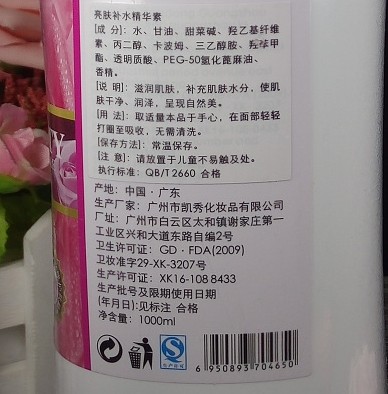 亮肤补水精华素
[成 分]：水、甘油、甜菜碱、羟乙基纤维
素、丙二醇、卡波姆、三乙醇胺、羟苯甲
酯、透明质酸、PEG-50氢化蓖麻油、
香精。
[说 明]：滋润肌肤，补充肌肤水分，使肌
肤干净、润泽，呈现自然美。
[用 法]：取适量本品于手心，在面部轻轻
打圈至吸收，无需清洗。
[保存方法]：常温保存。
[注 意]：请放置于儿童不易触及处。
执行标准：QB/T 2660 合格
产地：中国·广东
生产厂家：广州市凯秀化妆品有限公司
厂址：广州市白云区太和镇谢家庄第一
工业区兴和大道东路自编2号
卫生许可证：GD·FDA(2009)
卫妆准字29-XK-3207号
生产许可证：XK16-108 8433
生产批号及限期使用日期
(年月日):见标注 合格
净含量：1000ml
QS
生产许可
6 950893 704650